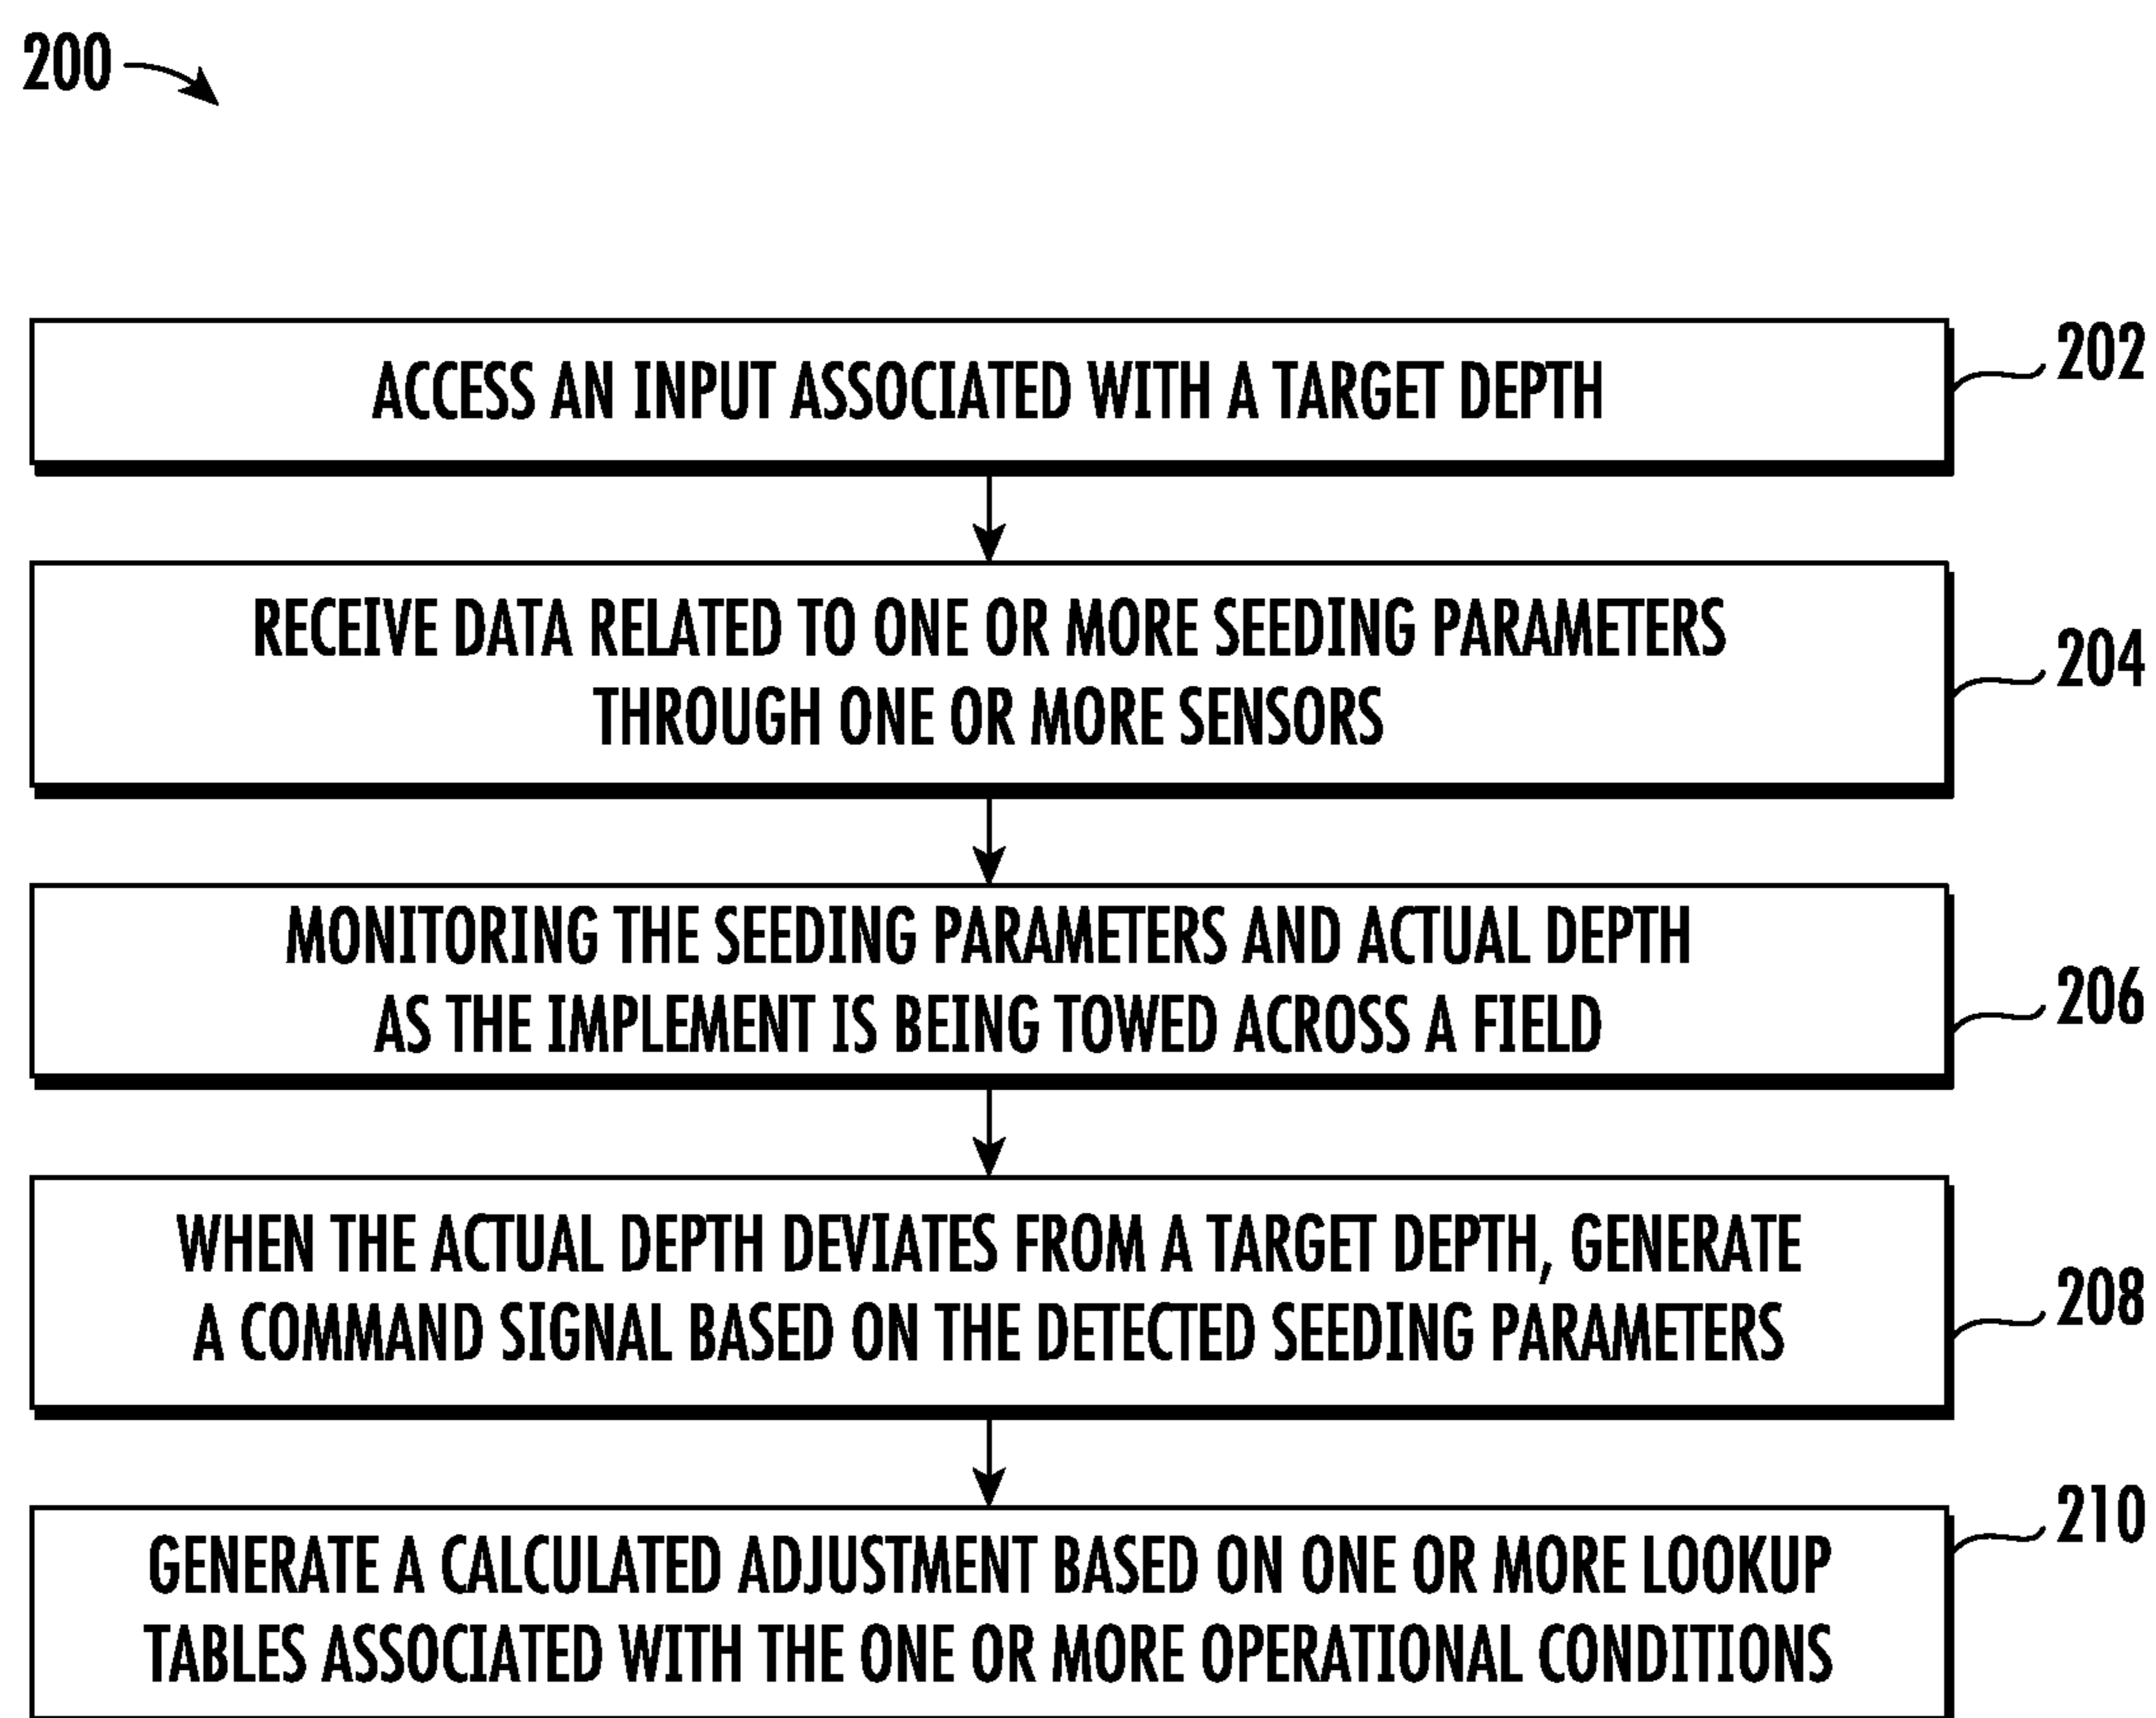 200
ACCESS AN INPUT ASSOCIATED WITH A TARGET DEPTH
202
RECEIVE DATA RELATED TO ONE OR MORE SEEDING PARAMETERS
THROUGH ONE OR MORE SENSORS
204
MONITORING THE SEEDING PARAMETERS AND ACTUAL DEPTH
AS THE IMPLEMENT IS BEING TOWED ACROSS A FIELD
206
WHEN THE ACTUAL DEPTH DEVIATES FROM A TARGET DEPTH, GENERATE
A COMMAND SIGNAL BASED ON THE DETECTED SEEDING PARAMETERS
208
GENERATE A CALCULATED ADJUSTMENT BASED ON ONE OR MORE LOOKUP
TABLES ASSOCIATED WITH THE ONE OR MORE OPERATIONAL CONDITIONS
210